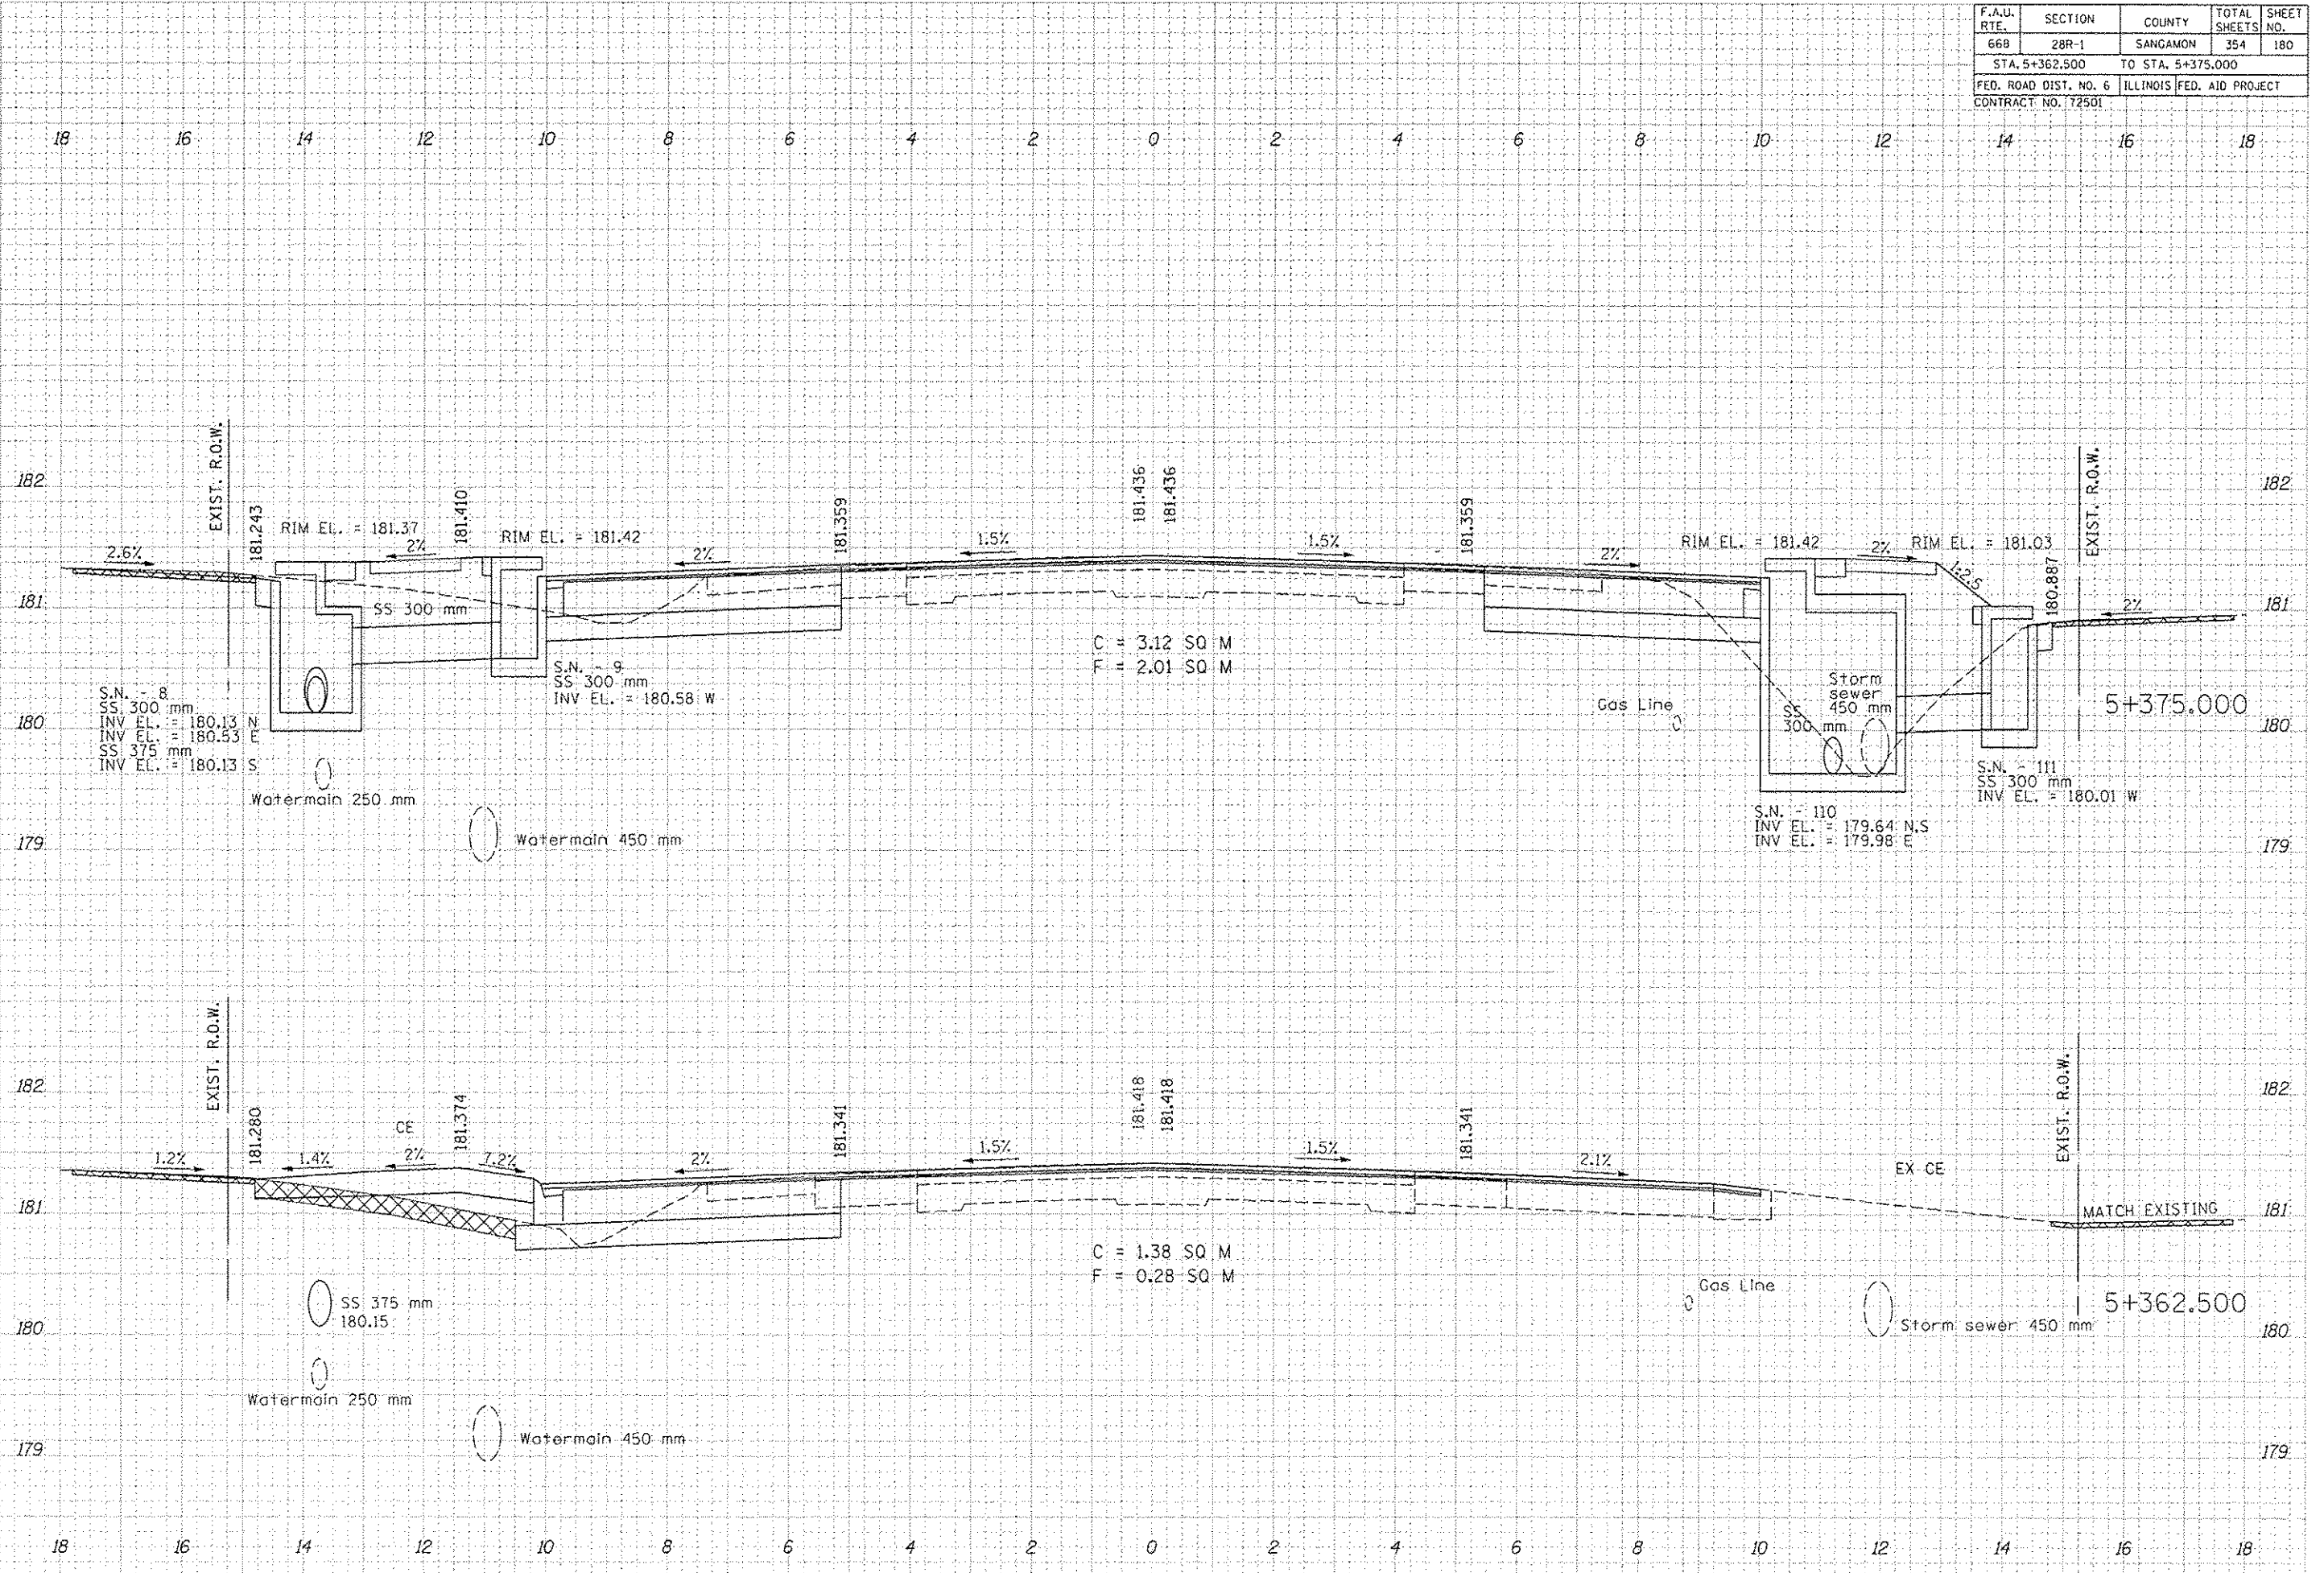 F.A.U. RTE. SECTION COUNTY TOTAL SHEETS SHEET NO.
668 28R-1 SANGAMON 354 180
STA. 5+362.500 TO STA. 5+375.000
FED. ROAD DIST. NO. 6 ILLINOIS FED. AID PROJECT
CONTRACT NO. 72501
18 16 14 12 10 8 6 4 2 0 2 4 6 8 10 12 14 16 18
182 182
181 181
180 180
179 179
EXIST. R.O.W.
181.243
181.410
181.359
181.436
181.436
181.359
180.887
EXIST. R.O.W.
RIM EL. = 181.37
RIM EL. = 181.42
RIM EL. = 181.42
RIM EL. = 181.03
2.6%
2%
2%
1.5%
1.5%
2%
2%
1:2.5
2%
SS 300 mm
C = 3.12 SQ M
F = 2.01 SQ M
S.N. - 8
SS 300 mm
INV EL. = 180.13 N
INV EL. = 180.53 E
SS 375 mm
INV EL. = 180.13 S
S.N. - 9
SS 300 mm
INV EL. = 180.58 W
Watermain 250 mm
Watermain 450 mm
Gas Line
Storm
sewer
450 mm
SS
300 mm
5+375.000
S.N. - 110
INV EL. = 179.64 N,S
INV EL. = 179.98 E
S.N. - 111
SS 300 mm
INV EL. = 180.01 W
182 182
181 181
180 180
179 179
EXIST. R.O.W.
181.280
181.374
181.341
181.418
181.418
181.341
EXIST. R.O.W.
CE
1.2%
1.4%
2%
7.2%
2%
1.5%
1.5%
2.1%
EX CE
MATCH EXISTING
C = 1.38 SQ M
F = 0.28 SQ M
SS 375 mm
180.15
Watermain 250 mm
Watermain 450 mm
Gas Line
Storm sewer 450 mm
5+362.500
18 16 14 12 10 8 6 4 2 0 2 4 6 8 10 12 14 16 18